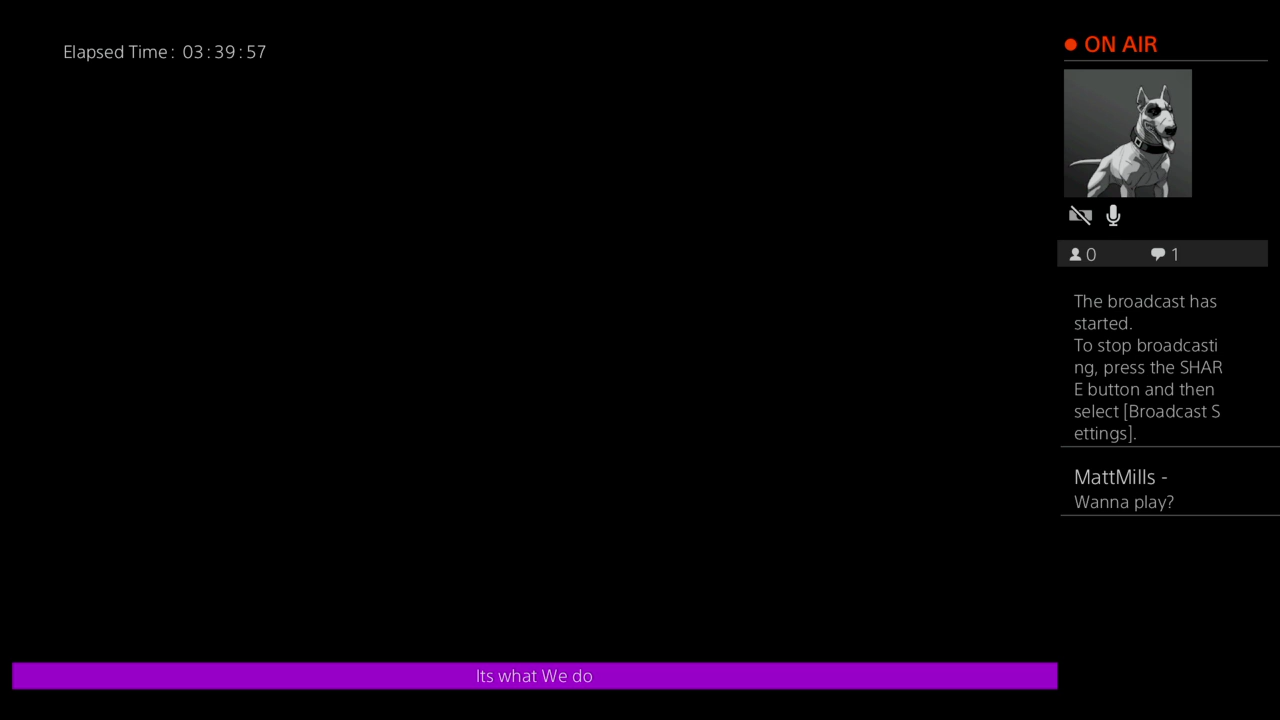 Elapsed Time: 03:39:57
ON AIR
0 1
The broadcast has
started.
To stop broadcasti
ng, press the SHAR
E button and then
select [Broadcast S
ettings].
MattMills -
Wanna play?
Its what We do